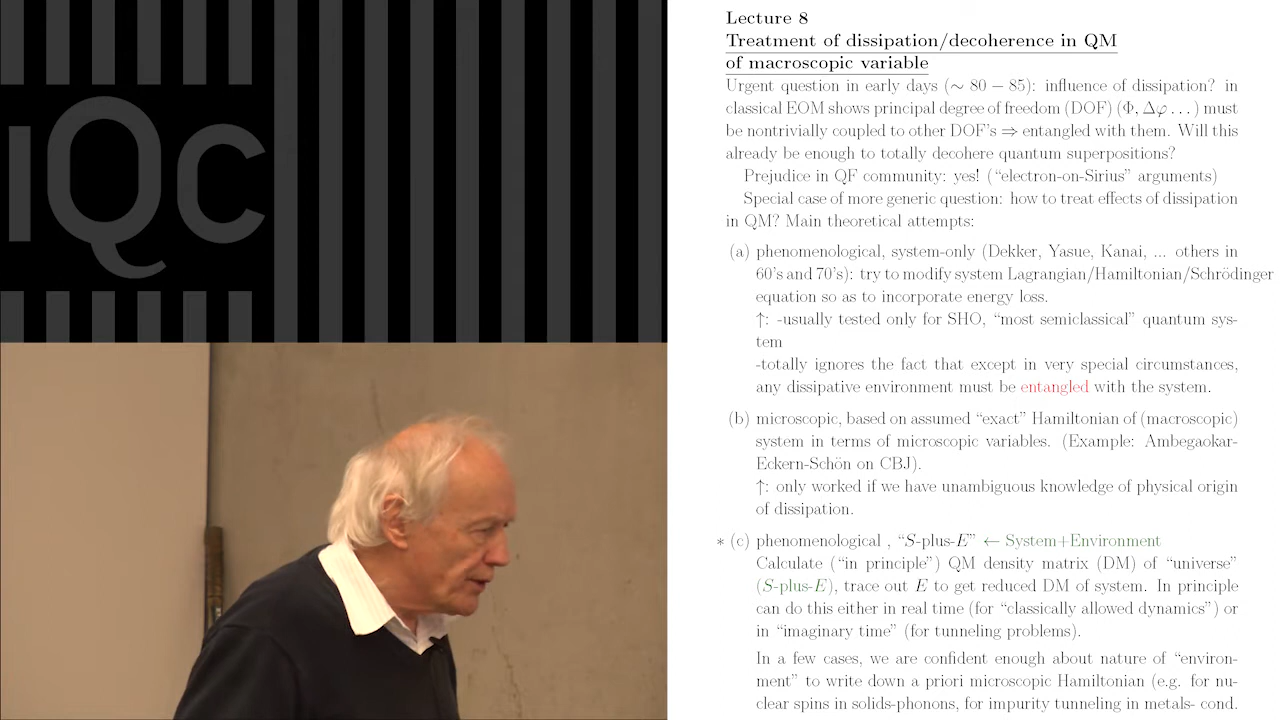 IQC
Lecture 8
Treatment of dissipation/decoherence in QM
of macroscopic variable
Urgent question in early days (∼ 80 − 85): influence of dissipation? in
classical EOM shows principal degree of freedom (DOF) (Φ, Δφ . . . ) must
be nontrivially coupled to other DOF's ⇒ entangled with them. Will this
already be enough to totally decohere quantum superpositions?
Prejudice in QF community: yes! ("electron-on-Sirius" arguments)
Special case of more generic question: how to treat effects of dissipation
in QM? Main theoretical attempts:
(a) phenomenological, system-only (Dekker, Yasue, Kanai, ... others in
60's and 70's): try to modify system Lagrangian/Hamiltonian/Schrödinger
equation so as to incorporate energy loss.
↑: -usually tested only for SHO, "most semiclassical" quantum sys-
tem
-totally ignores the fact that except in very special circumstances,
any dissipative environment must be entangled with the system.
(b) microscopic, based on assumed "exact" Hamiltonian of (macroscopic)
system in terms of microscopic variables. (Example: Ambegaokar-
Eckern-Schön on CBJ).
↑: only worked if we have unambiguous knowledge of physical origin
of dissipation.
∗ (c) phenomenological , "S-plus-E" ← System+Environment
Calculate ("in principle") QM density matrix (DM) of "universe"
(S-plus-E), trace out E to get reduced DM of system. In principle
can do this either in real time (for "classically allowed dynamics") or
in "imaginary time" (for tunneling problems).
In a few cases, we are confident enough about nature of "environ-
ment" to write down a priori microscopic Hamiltonian (e.g. for nu-
clear spins in solids-phonons, for impurity tunneling in metals- cond.